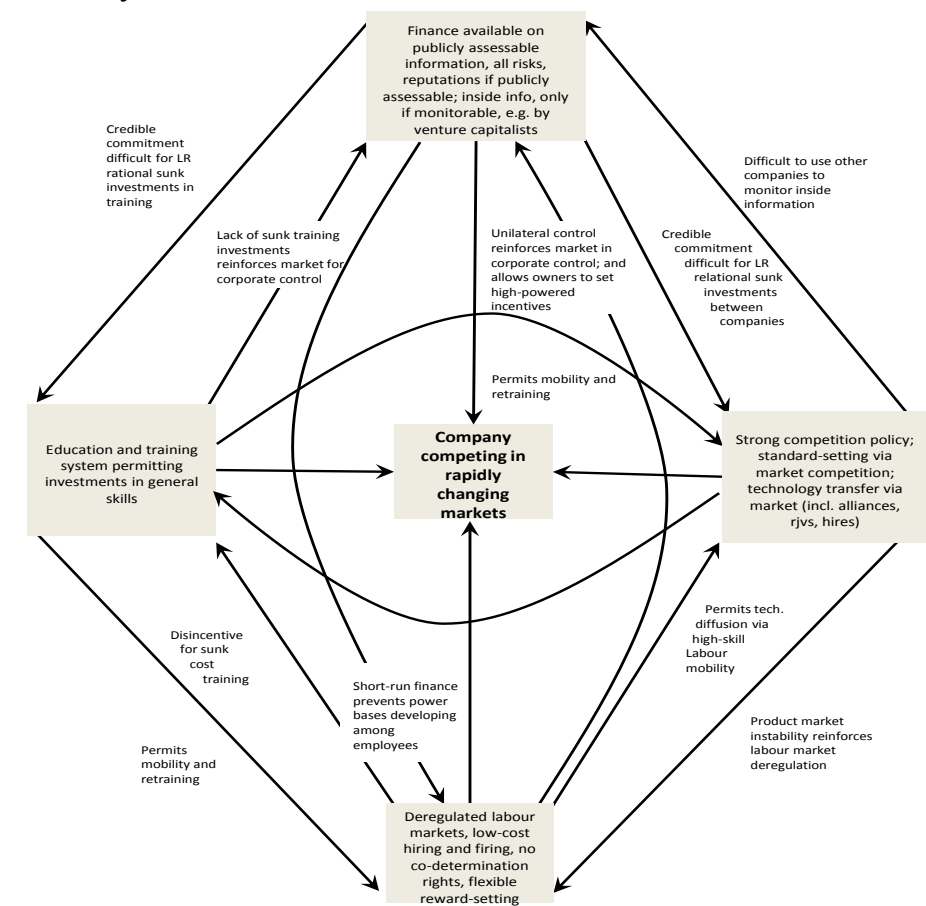 Finance available on
publicly assessable
information, all risks,
reputations if publicly
assessable; inside info, only
if monitorable, e.g. by
venture capitalists
Credible
commitment
difficult for LR
rational sunk
investments in
training
Difficult to use other
companies to
monitor inside
information
Lack of sunk training
investments
reinforces market for
corporate control
Unilateral control
reinforces market in
corporate control; and
allows owners to set
high-powered
incentives
Credible
commitment
difficult for LR
relational sunk
investments
between
companies
Permits mobility and
retraining
Education and training
system permitting
investments in general
skills
Company
competing in
rapidly
changing
markets
Strong competition policy;
standard-setting via
market competition;
technology transfer via
market (incl. alliances,
rjvs, hires)
Disincentive
for sunk
cost
training
Permits tech.
diffusion via
high-skill
Labour
mobility
Short-run finance
prevents power
bases developing
among
employees
Permits
mobility and
retraining
Product market
instability reinforces
labour market
deregulation
Deregulated labour
markets, low-cost
hiring and firing, no
co-determination
rights, flexible
reward-setting